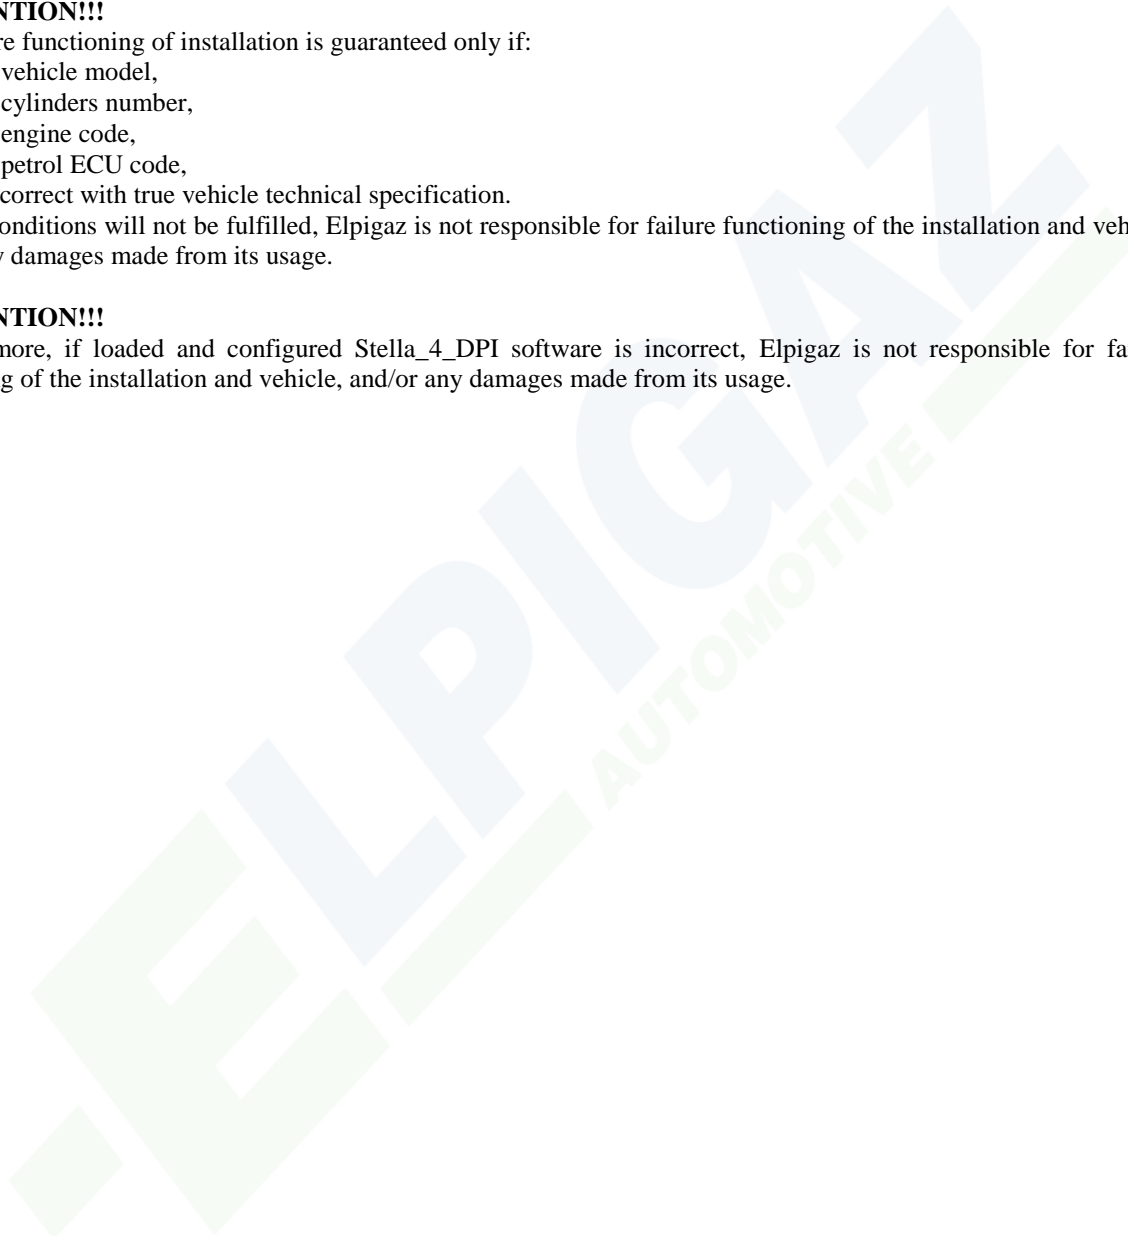 NTION!!!
re functioning of installation is guaranteed only if:
vehicle model,
cylinders number,
engine code,
petrol ECU code,
correct with true vehicle technical specification.
onditions will not be fulfilled, Elpigaz is not responsible for failure functioning of the installation and veh
y damages made from its usage.
NTION!!!
more, if loaded and configured Stella_4_DPI software is incorrect, Elpigaz is not responsible for fa
g of the installation and vehicle, and/or any damages made from its usage.
ELPIGAZ
AUTOMOTIVE